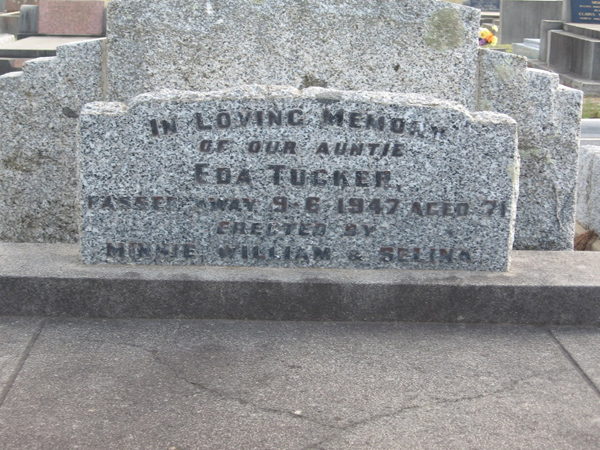 IN LOVING MEMORY
OF OUR AUNTIE
EDA TUCKER.
PASSED AWAY 9-6-1947 AGED 71
ERECTED BY
MINNIE, WILLIAM & SELINA